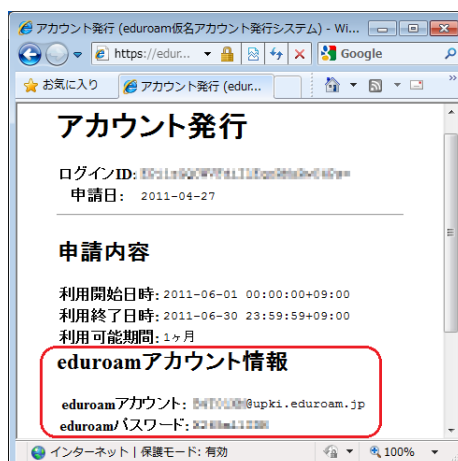 アカウント発行 (eduroam仮名アカウント発行システム) - Wi...
https://edur...
Google
お気に入り
アカウント発行 (edur...
アカウント発行
ログインID:
申請日: 2011-04-27
申請内容
利用開始日時: 2011-06-01 00:00:00+09:00
利用終了日時: 2011-06-30 23:59:59+09:00
利用可能期間: 1ヶ月
eduroamアカウント情報
eduroamアカウント: @upki.eduroam.jp
eduroamパスワード:
インターネット | 保護モード: 有効
100%